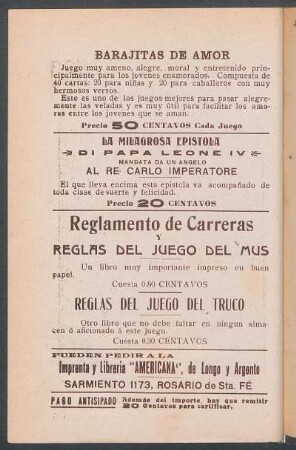 BARAJITAS DE AMOR
Juego muy ameno, alegre, moral y entretenido prin-
cipalmente para los jovenes enamorados. Compuesta de
40 cartas: 20 para niñas y 20 para caballeros con muy
hermosos versos.
Este es uno de los juegos mejores para pasar alegre-
mente las veladas y es muy útil para facilitar los amo-
res entre los jovenes que se aman.
Precio 50 CENTAVOS Cada Juego
LA MILAGROSA EPISTOLA
DI PAPA LEONE IV
MANDATA DA UN ANGELO
AL RE CARLO IMPERATORE
El que lleva encima esta epistola va acompañado de
toda clase de suerte y felicidad.
Precio 20 CENTAVOS
Reglamento de Carreras
Y
REGLAS DEL JUEGO DEL MUS
Un libro muy importante impreso en buen
papel.
Cuesta 0.80 CENTAVOS
REGLAS DEL JUEGO DEL TRUCO
Otro libro que no debe faltar en ningun alma
cen ó aficionado á este juego.
Cuesta 0.30 CENTAVOS
PUEDEN PEDIR A LA
Imprenta y Libreria "AMERICANA", de Longo y Argento
SARMIENTO 1173, ROSARIO de Sta. FÉ
PAGO ANTISIPADO Además del importe, hay que remitir
20 Centavos para certificar.